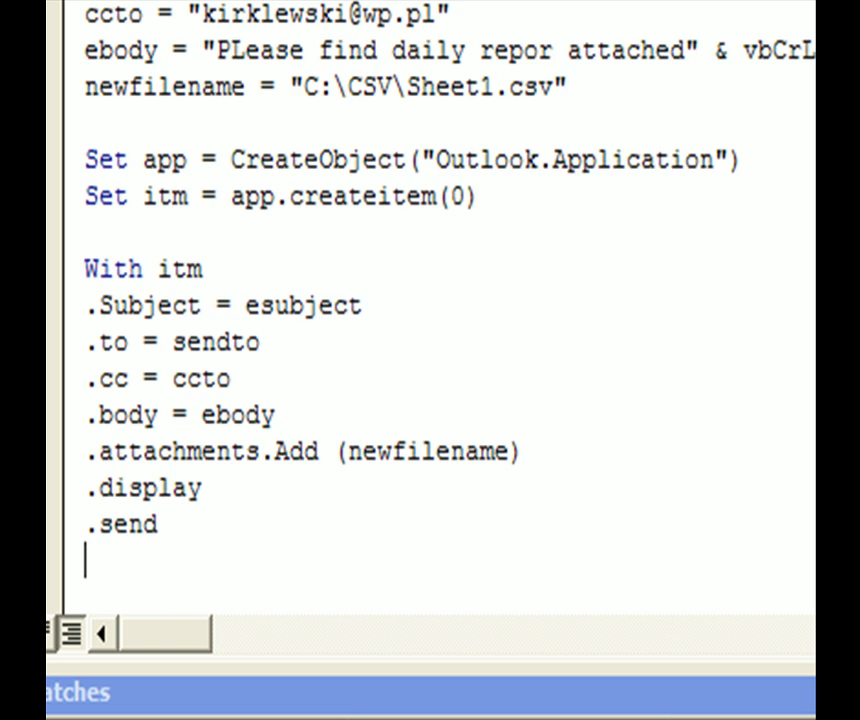 ccto = "kirklewski@wp.pl"
ebody = "PLease find daily repor attached" & vbCrL
newfilename = "C:\CSV\Sheet1.csv"
Set app = CreateObject("Outlook.Application")
Set itm = app.createitem(0)
With itm
.Subject = esubject
.to = sendto
.cc = ccto
.body = ebody
.attachments.Add (newfilename)
.display
.send
atches